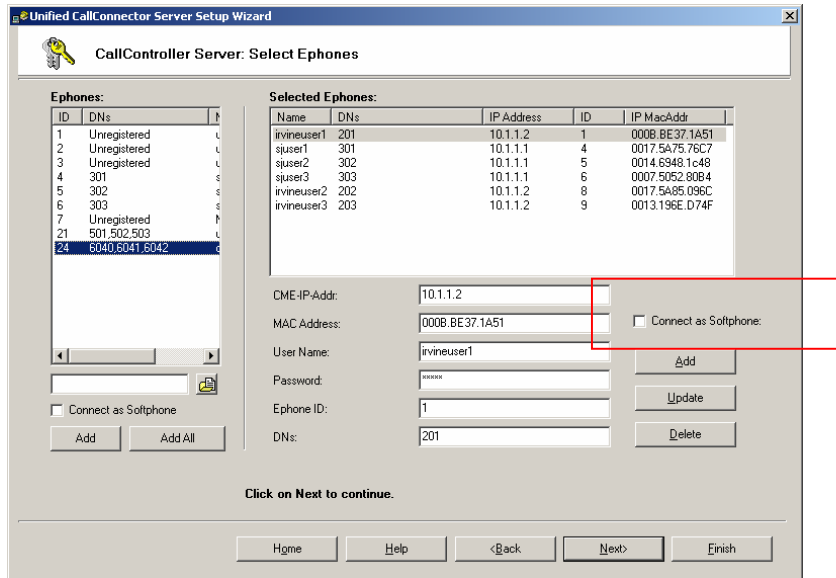 Unified CallConnector Server Setup Wizard
CallController Server: Select Ephones
Ephones:
ID DNs
1 Unregistered
2 Unregistered
3 Unregistered
4 301
5 302
6 303
7 Unregistered
21 501,502,503
24 6040,6041,6042
Connect as Softphone
Add Add All
Selected Ephones:
Name DNs IP Address ID IP MacAddr
irvineuser1 201 10.1.1.2 1 000B.BE37.1A51
sjuser1 301 10.1.1.1 4 0017.5A75.76C7
sjuser2 302 10.1.1.1 5 0014.6948.1c48
sjuser3 303 10.1.1.1 6 0007.5052.80B4
irvineuser2 202 10.1.1.2 8 0017.5A85.096C
irvineuser3 203 10.1.1.2 9 0013.196E.D74F
CME-IP-Addr: 10.1.1.2
MAC Address: 000B.BE37.1A51
Connect as Softphone:
User Name: irvineuser1
Add
Password: *****
Update
Ephone ID: 1
DNs: 201
Delete
Click on Next to continue.
Home Help <Back Next> Finish